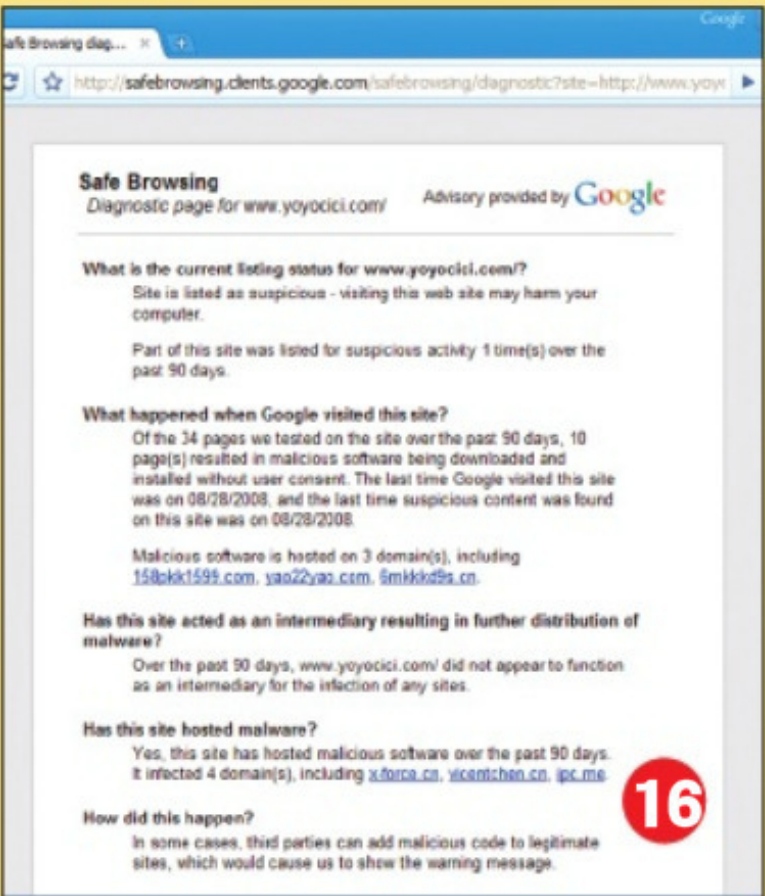 Google
afe Browsing diag... ×
http://safebrowsing.clients.google.com/safebrowsing/diagnostic?site=http://www.yoyo
Safe Browsing
Diagnostic page for www.yoyocici.com/
Advisory provided by Google
What is the current listing status for www.yoyocici.com/?
Site is listed as suspicious - visiting this web site may harm your
computer.
Part of this site was listed for suspicious activity 1 time(s) over the
past 90 days.
What happened when Google visited this site?
Of the 34 pages we tested on the site over the past 90 days, 10
page(s) resulted in malicious software being downloaded and
installed without user consent. The last time Google visited this site
was on 08/28/2008, and the last time suspicious content was found
on this site was on 08/28/2008.
Malicious software is hosted on 3 domain(s), including
158pkk1599.com, yao22yao.com, 6mkkkd9s.cn.
Has this site acted as an intermediary resulting in further distribution of
malware?
Over the past 90 days, www.yoyocici.com/ did not appear to function
as an intermediary for the infection of any sites.
Has this site hosted malware?
Yes, this site has hosted malicious software over the past 90 days.
It infected 4 domain(s), including x-force.cn, vicentchen.cn, ipc.me.
16
How did this happen?
In some cases, third parties can add malicious code to legitimate
sites, which would cause us to show the warning message.